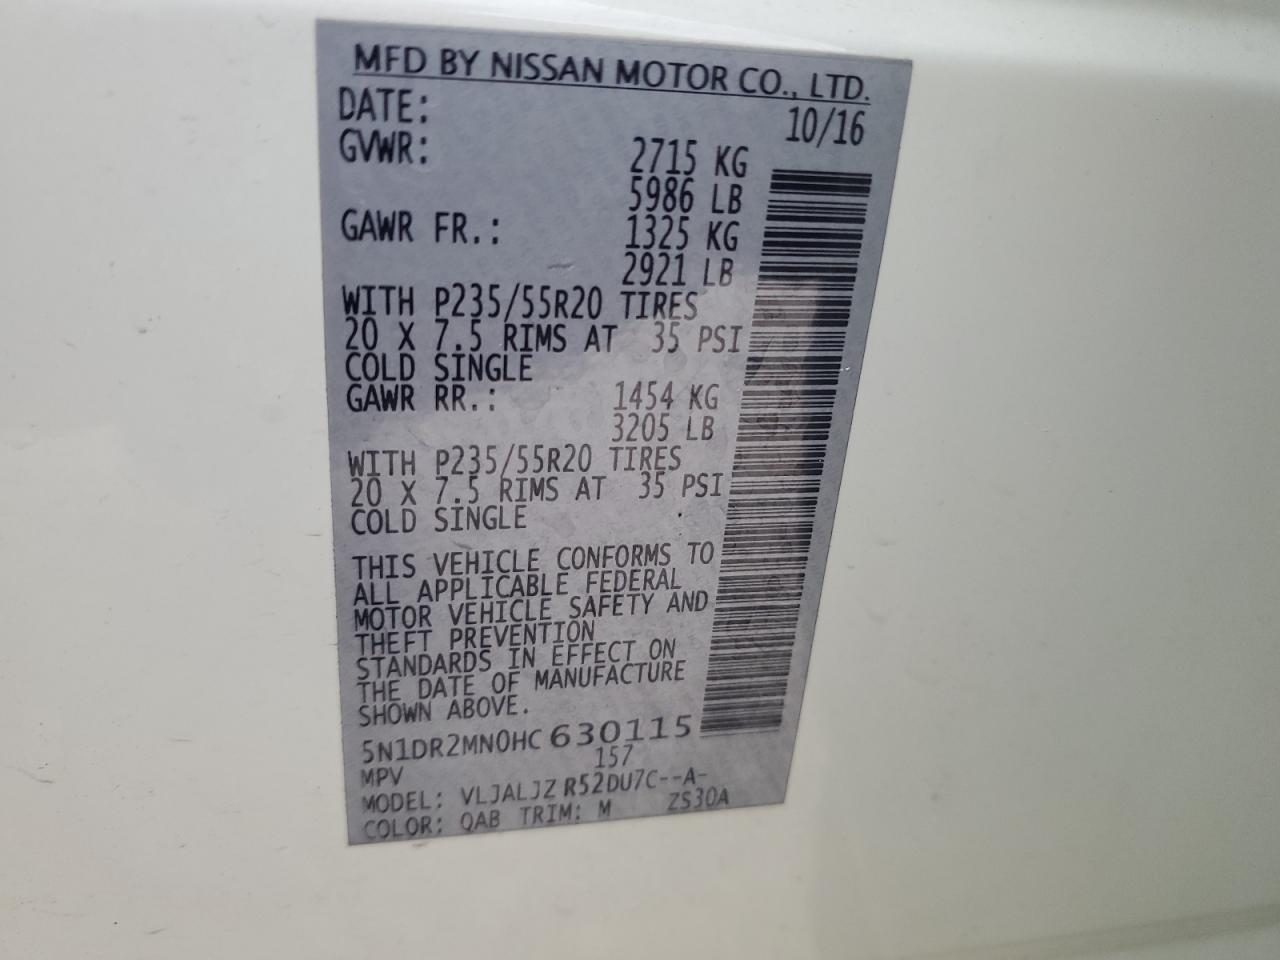 MFD BY NISSAN MOTOR CO., LTD.
DATE: 10/16
GVWR: 2715 KG
5986 LB
GAWR FR.: 1325 KG
2921 LB
WITH P235/55R20 TIRES
20 X 7.5 RIMS AT 35 PSI
COLD SINGLE
GAWR RR.: 1454 KG
3205 LB
WITH P235/55R20 TIRES
20 X 7.5 RIMS AT 35 PSI
COLD SINGLE
THIS VEHICLE CONFORMS TO
ALL APPLICABLE FEDERAL
MOTOR VEHICLE SAFETY AND
THEFT PREVENTION
STANDARDS IN EFFECT ON
THE DATE OF MANUFACTURE
SHOWN ABOVE.
5N1DR2MN0HC630115
MPV 157
MODEL: VLJALJZ R52DU7C--A-
COLOR: QAB TRIM: M ZS30A